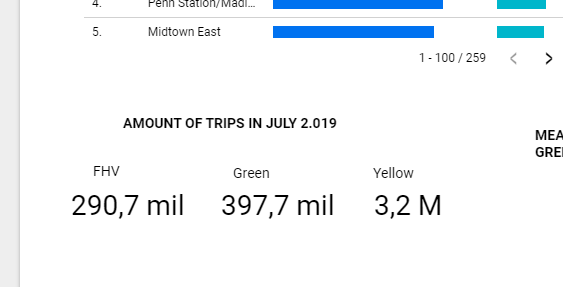 4. Penn Station/Madi...
5. Midtown East
1 - 100 / 259
AMOUNT OF TRIPS IN JULY 2.019
MEA
GREE
FHV Green Yellow
290,7 mil 397,7 mil 3,2 M